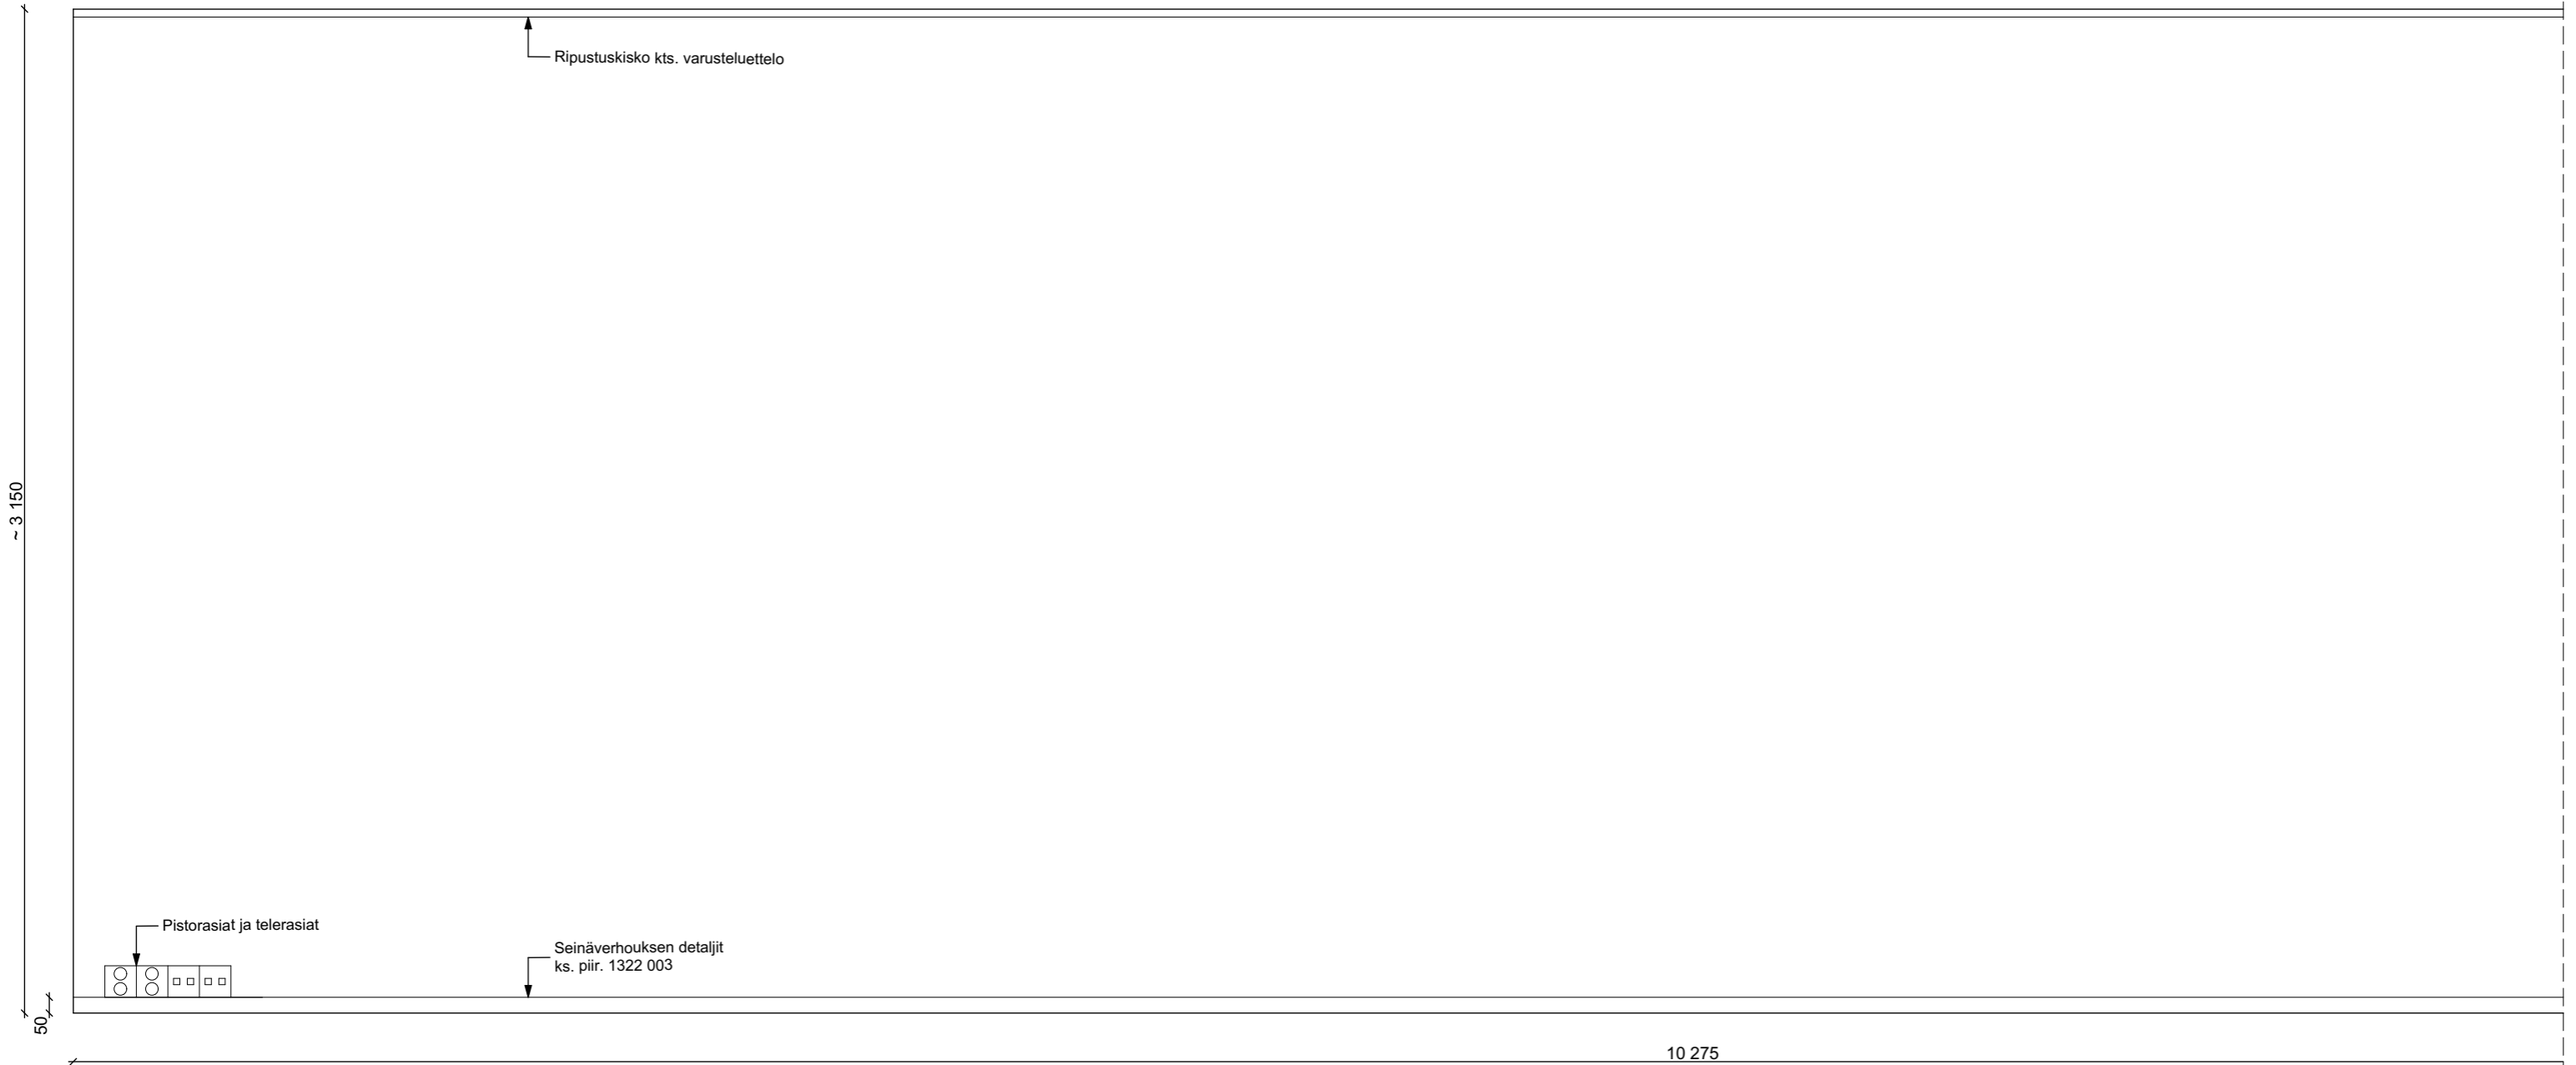 Ripustuskisko kts. varusteluettelo
~ 3 150
Pistorasiat ja telerasiat
Seinäverhouksen detaljit
ks. piir. 1322 003
50
10 275